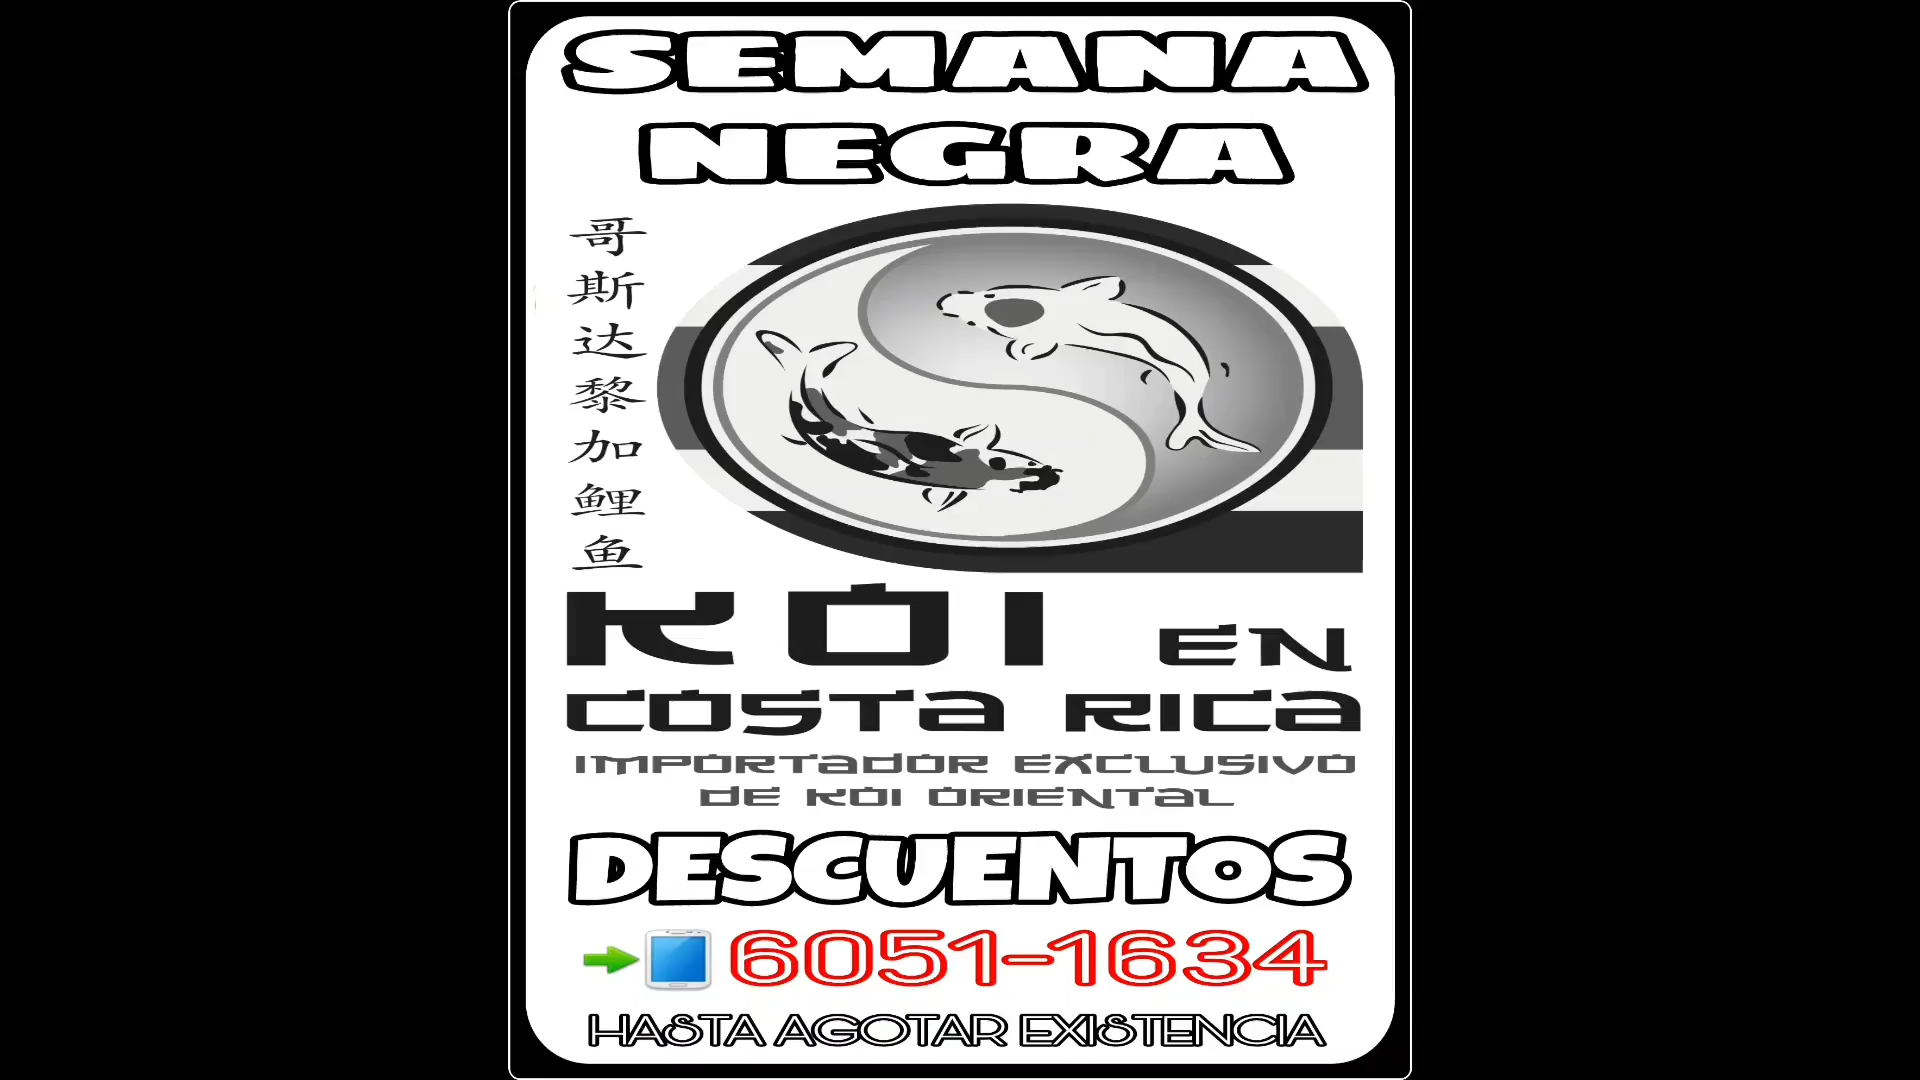 SEMANA
NEGRA
哥斯达黎加鲤鱼
KOI EN
COSTA RICA
IMPORTADOR EXCLUSIVO
DE KOI ORIENTAL
DESCUENTOS
6051-1634
HASTA AGOTAR EXISTENCIA